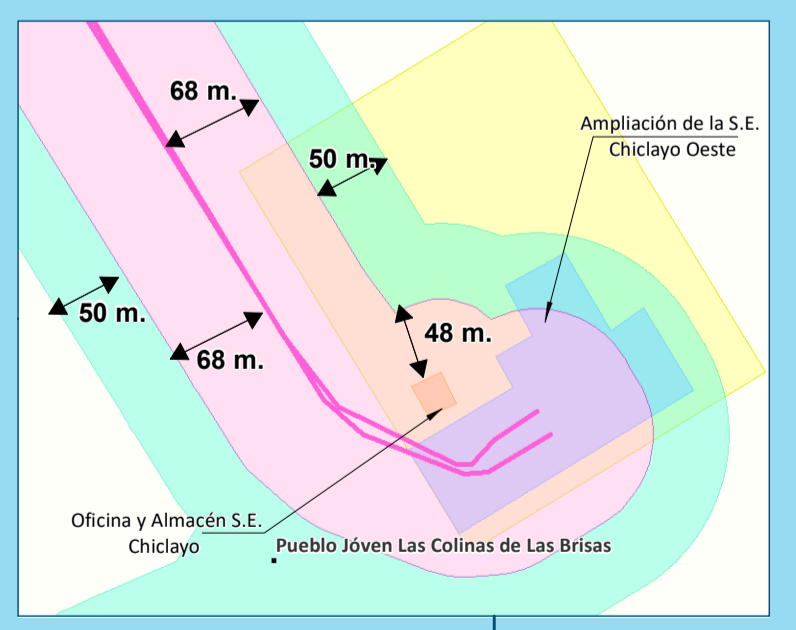 68 m.
50 m.
Ampliación de la S.E.
Chiclayo Oeste
50 m.
48 m.
68 m.
Oficina y Almacén S.E.
Chiclayo
Pueblo Jóven Las Colinas de Las Brisas